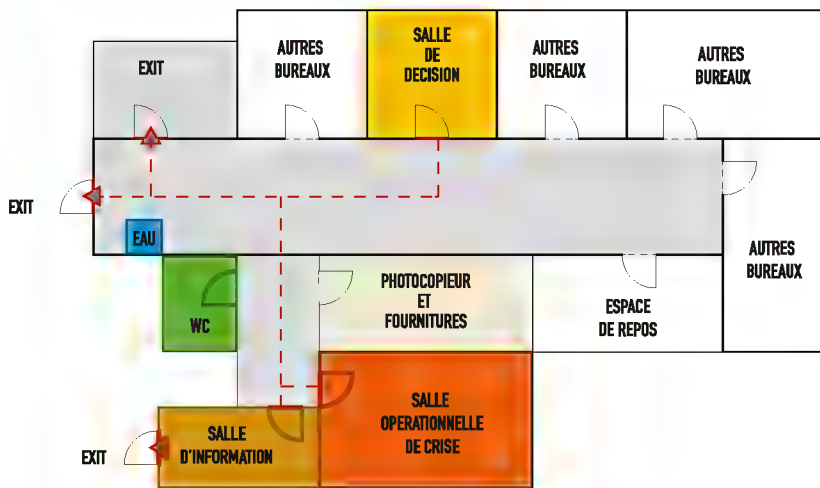 EXIT
AUTRES
BUREAUX
SALLE
DE
DECISION
AUTRES
BUREAUX
AUTRES
BUREAUX
EXIT
EAU
AUTRES
BUREAUX
WC
PHOTOCOPIEUR
ET
FOURNITURES
ESPACE
DE REPOS
SALLE
D'INFORMATION
SALLE
OPERATIONNELLE
DE CRISE
EXIT